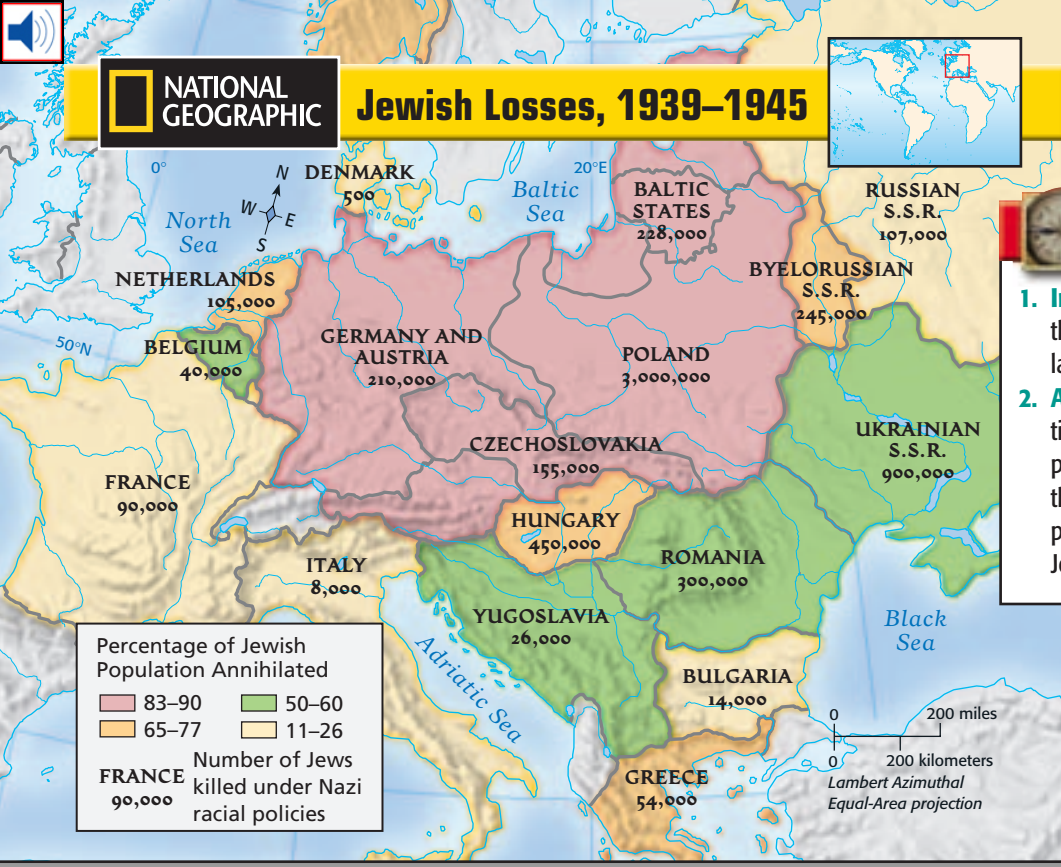 NATIONAL
GEOGRAPHIC
Jewish Losses, 1939–1945
0°
20°E
50°N
N
W
E
S
North
Sea
Baltic
Sea
DENMARK
500
BALTIC
STATES
228,000
RUSSIAN
S.S.R.
107,000
NETHERLANDS
105,000
BYELORUSSIAN
S.S.R.
245,000
BELGIUM
40,000
GERMANY AND
AUSTRIA
210,000
POLAND
3,000,000
CZECHOSLOVAKIA
155,000
UKRAINIAN
S.S.R.
900,000
FRANCE
90,000
HUNGARY
450,000
ROMANIA
300,000
ITALY
8,000
YUGOSLAVIA
26,000
Black
Sea
Adriatic Sea
BULGARIA
14,000
GREECE
54,000
Percentage of Jewish
Population Annihilated
83–90
50–60
65–77
11–26
FRANCE
90,000
Number of Jews
killed under Nazi
racial policies
0
200 miles
0
200 kilometers
Lambert Azimuthal
Equal-Area projection
1.
2.